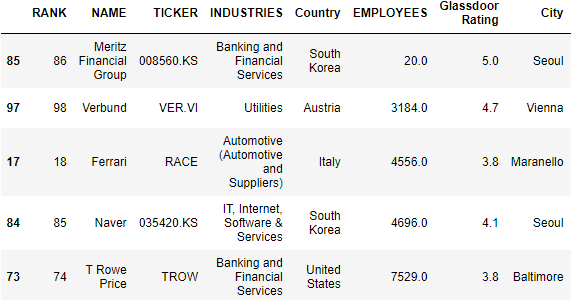 RANK NAME TICKER INDUSTRIES Country EMPLOYEES Glassdoor Rating City
85 86 Meritz Financial Group 008560.KS Banking and Financial Services South Korea 20.0 5.0 Seoul
97 98 Verbund VER.VI Utilities Austria 3184.0 4.7 Vienna
17 18 Ferrari RACE Automotive (Automotive and Suppliers) Italy 4556.0 3.8 Maranello
84 85 Naver 035420.KS IT, Internet, Software & Services South Korea 4696.0 4.1 Seoul
73 74 T Rowe Price TROW Banking and Financial Services United States 7529.0 3.8 Baltimore